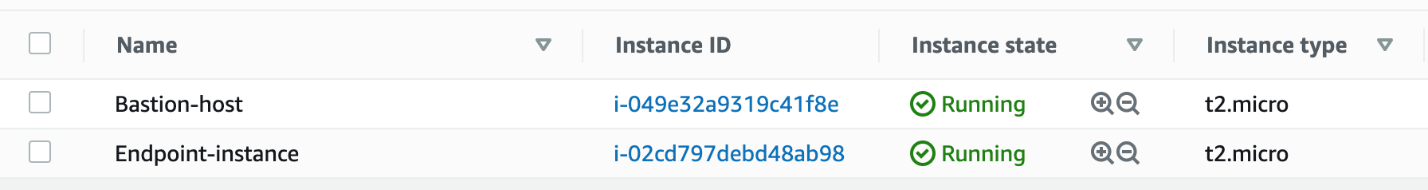 Name Instance ID Instance state Instance type
Bastion-host i-049e32a9319c41f8e Running t2.micro
Endpoint-instance i-02cd797debd48ab98 Running t2.micro